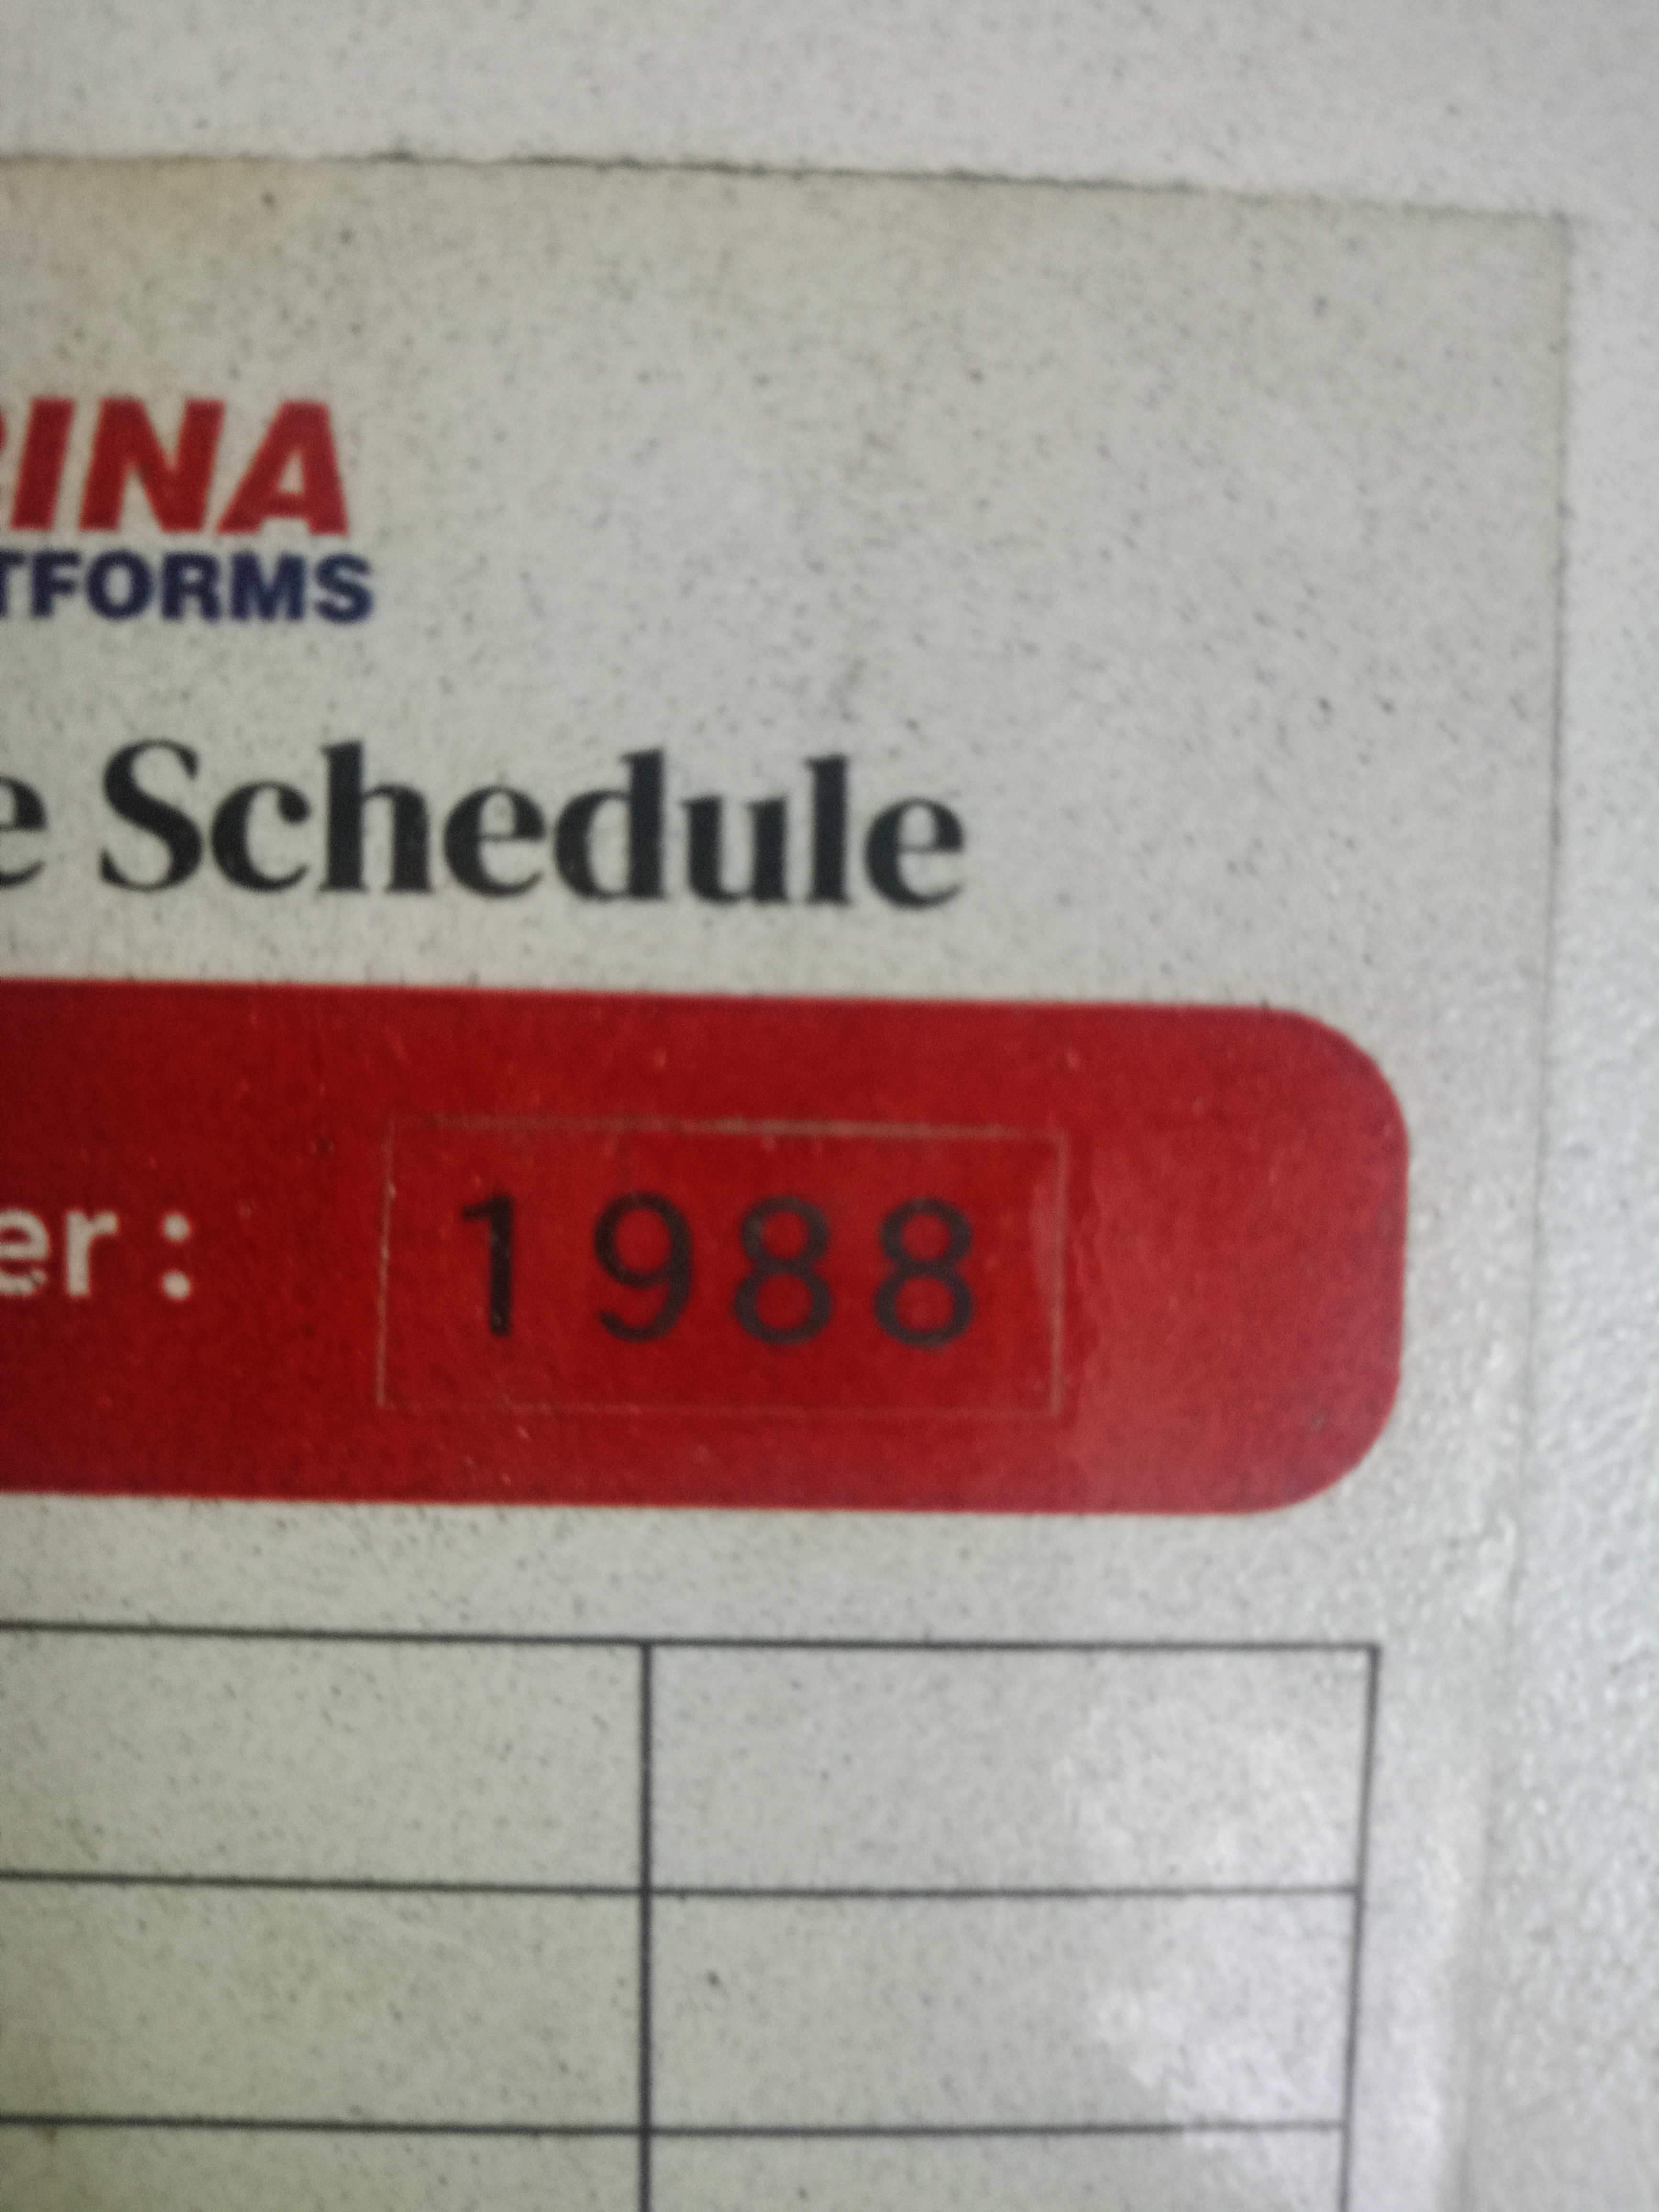 RINA
TFORMS
e Schedule
er : 1988